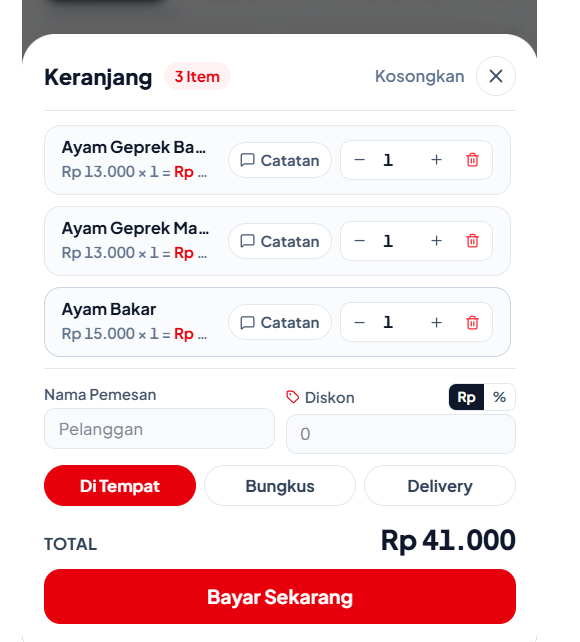 Keranjang 3 Item Kosongkan
Ayam Geprek Ba...
Rp 13.000 × 1 = Rp ...
Catatan
1
Ayam Geprek Ma...
Rp 13.000 × 1 = Rp ...
Catatan
1
Ayam Bakar
Rp 15.000 × 1 = Rp ...
Catatan
1
Nama Pemesan
Pelanggan
Diskon
Rp %
0
Di Tempat Bungkus Delivery
TOTAL Rp 41.000
Bayar Sekarang